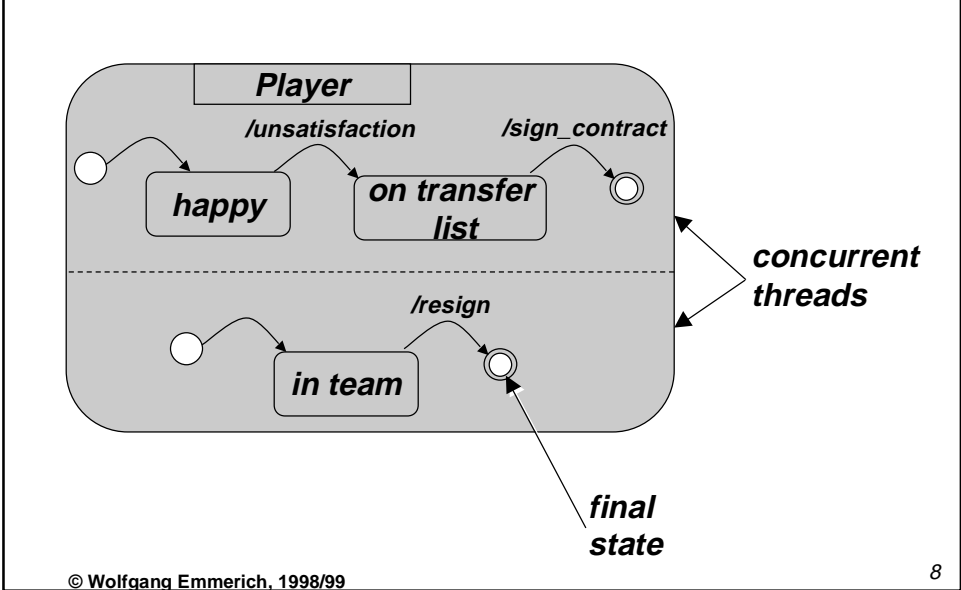 Player
/unsatisfaction
/sign_contract
happy
on transfer
list
concurrent
threads
/resign
in team
final
state
© Wolfgang Emmerich, 1998/99
8